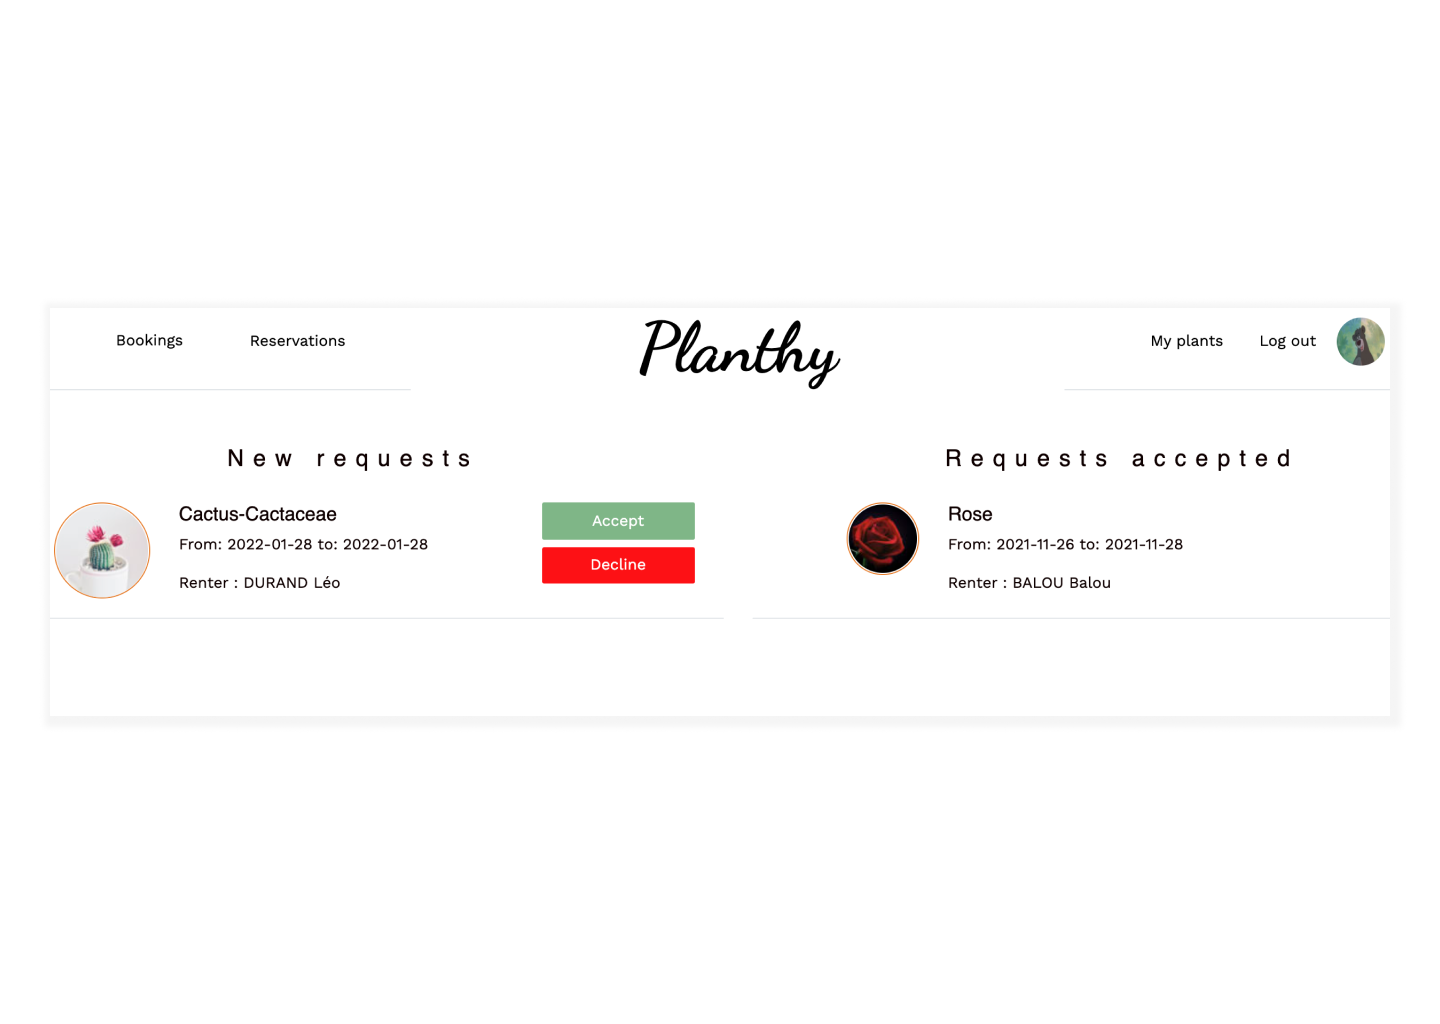 Bookings
Reservations
Planthy
My plants
Log out
New requests
Cactus-Cactaceae
From: 2022-01-28 to: 2022-01-28
Renter : DURAND Léo
Accept
Decline
Requests accepted
Rose
From: 2021-11-26 to: 2021-11-28
Renter : BALOU Balou